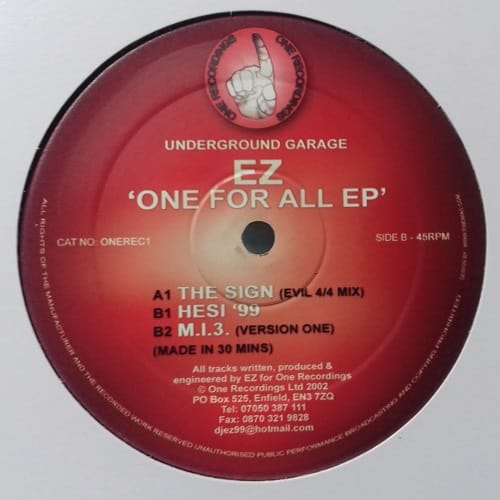 ONE RECORDINGS
ONE RECORDINGS
UNDERGROUND GARAGE
EZ
‘ONE FOR ALL EP’
CAT NO: ONEREC1
SIDE B - 45RPM
A1 THE SIGN (EVIL 4/4 MIX)
B1 HESI ‘99
B2 M.I.3. (VERSION ONE)
(MADE IN 30 MINS)
All tracks written, produced &
engineered by EZ for One Recordings
© One Recordings Ltd 2002
PO Box 525, Enfield, EN3 7ZQ
Tel: 07050 387 111
Fax: 0870 321 9828
djez99@hotmail.com
ALL RIGHTS OF THE MANUFACTURER AND THE RECORDED WORK RESERVED UNAUTHORISED PUBLIC PERFORMANCE BROADCASTING AND COPYING PROHIBITED
DESIGN BY